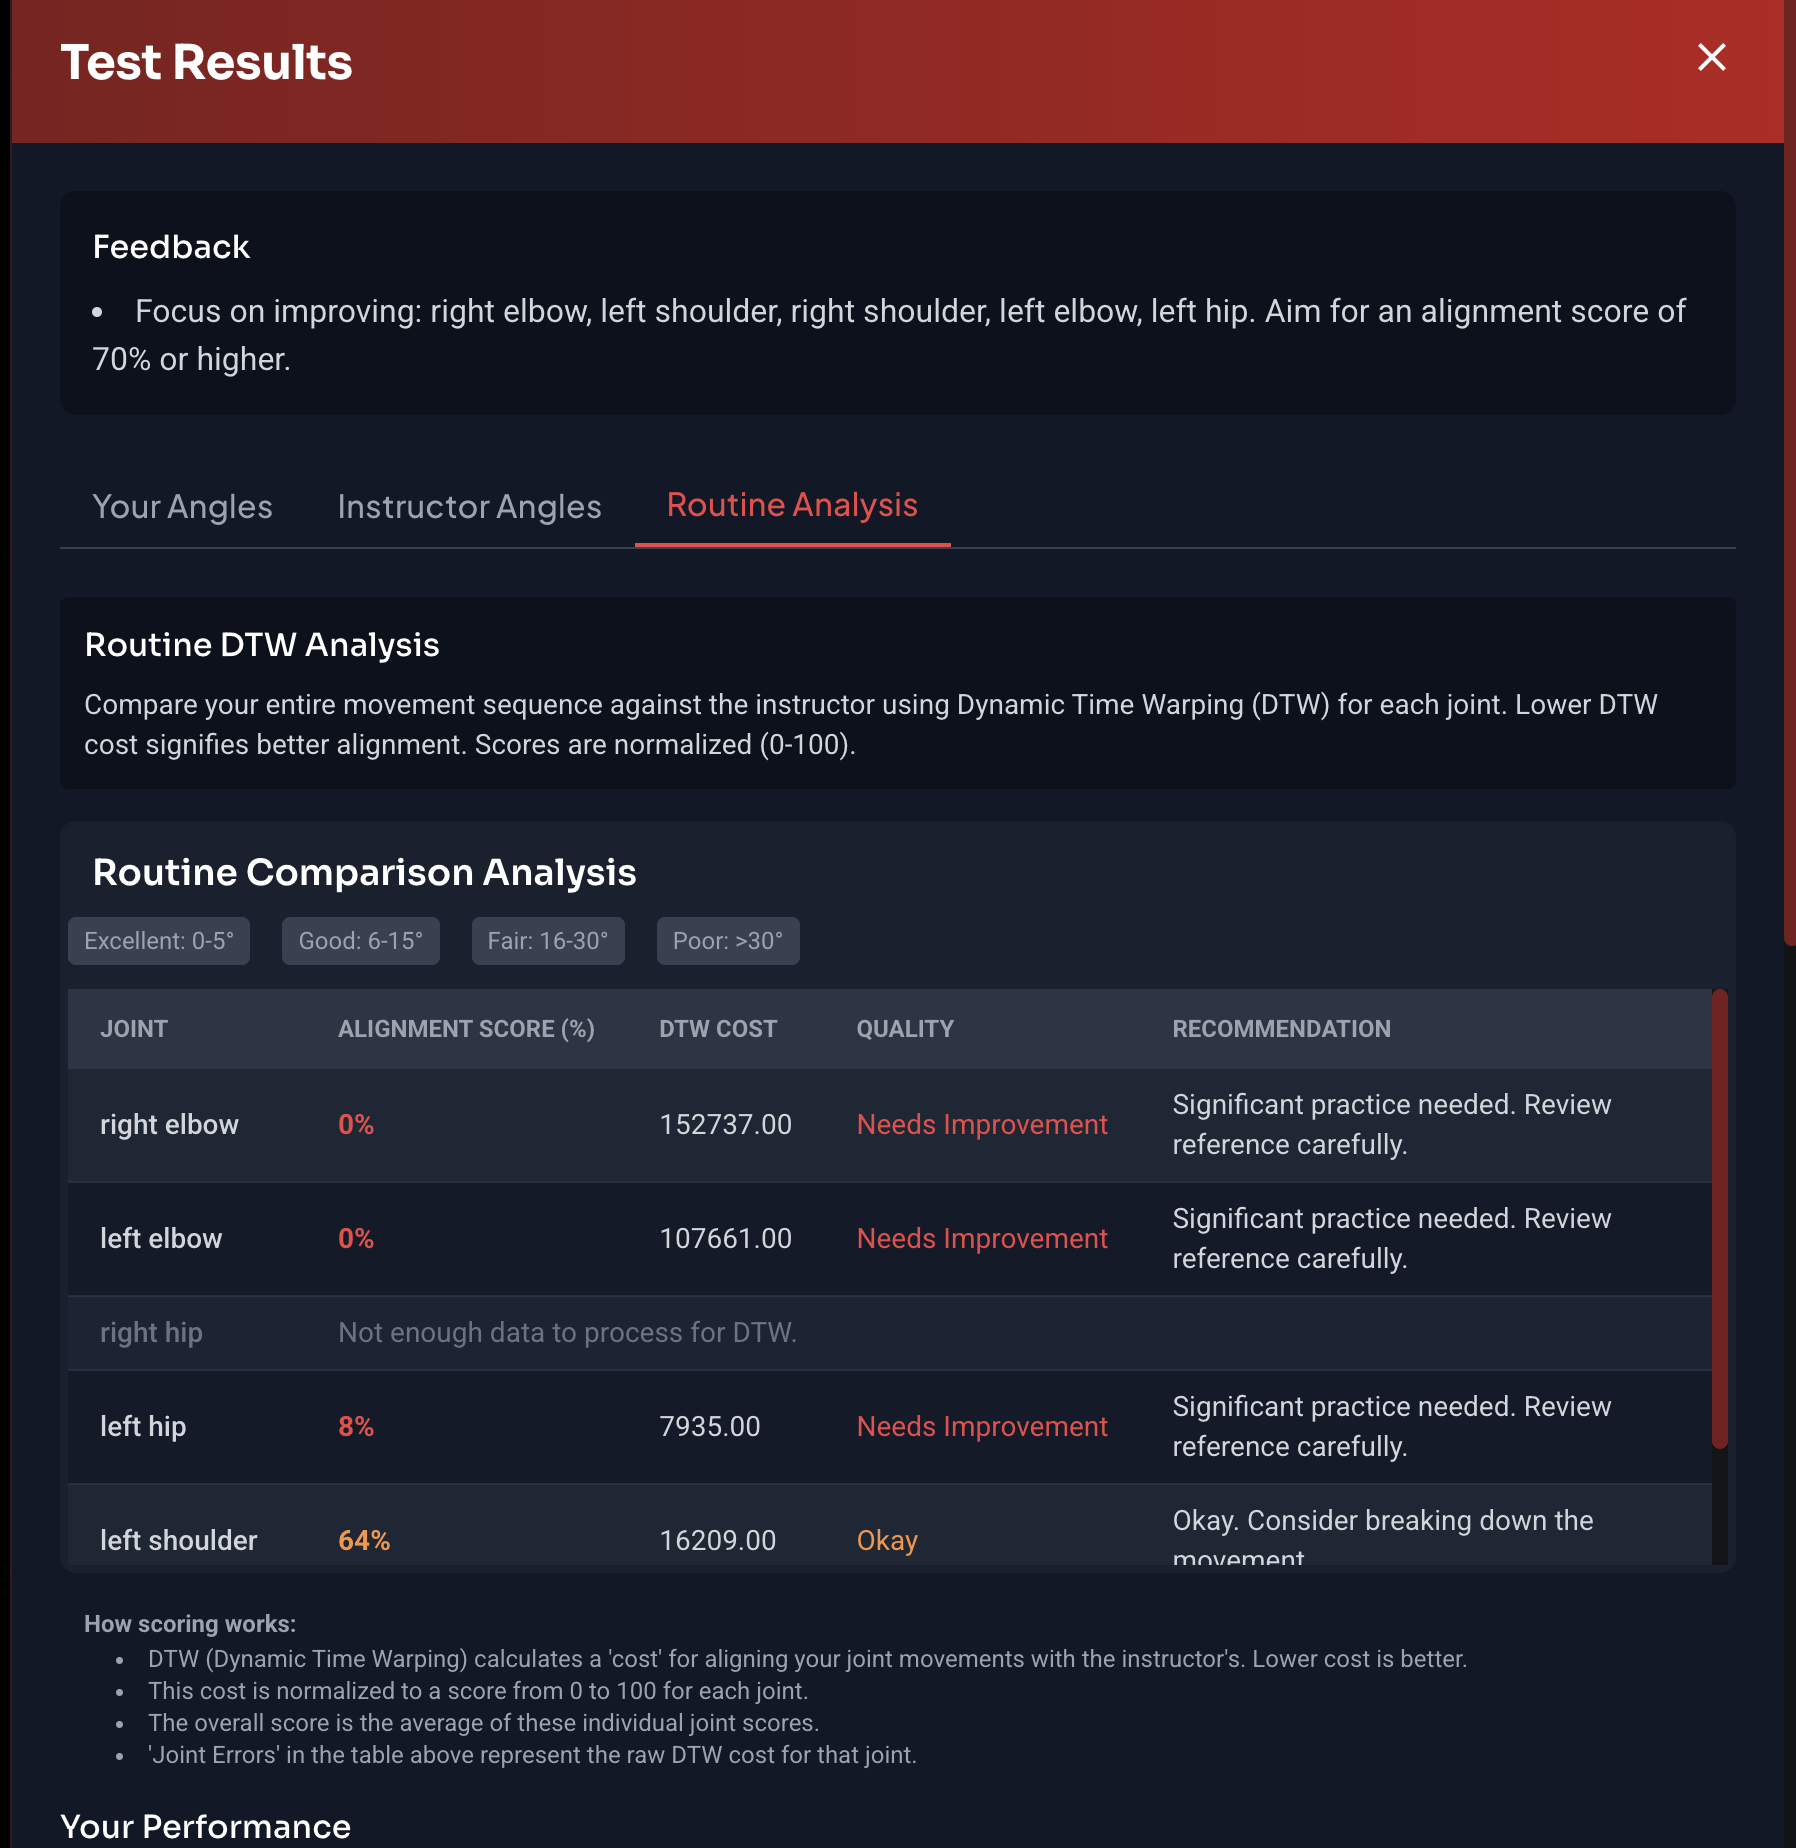 Test Results
Feedback
• Focus on improving: right elbow, left shoulder, right shoulder, left elbow, left hip. Aim for an alignment score of
70% or higher.
Your Angles Instructor Angles Routine Analysis
Routine DTW Analysis
Compare your entire movement sequence against the instructor using Dynamic Time Warping (DTW) for each joint. Lower DTW
cost signifies better alignment. Scores are normalized (0-100).
Routine Comparison Analysis
Excellent: 0-5° Good: 6-15° Fair: 16-30° Poor: >30°
JOINT ALIGNMENT SCORE (%) DTW COST QUALITY RECOMMENDATION
right elbow 0% 152737.00 Needs Improvement Significant practice needed. Review
reference carefully.
left elbow 0% 107661.00 Needs Improvement Significant practice needed. Review
reference carefully.
right hip Not enough data to process for DTW.
left hip 8% 7935.00 Needs Improvement Significant practice needed. Review
reference carefully.
left shoulder 64% 16209.00 Okay Okay. Consider breaking down the
movement
How scoring works:
• DTW (Dynamic Time Warping) calculates a 'cost' for aligning your joint movements with the instructor's. Lower cost is better.
• This cost is normalized to a score from 0 to 100 for each joint.
• The overall score is the average of these individual joint scores.
• 'Joint Errors' in the table above represent the raw DTW cost for that joint.
Your Performance